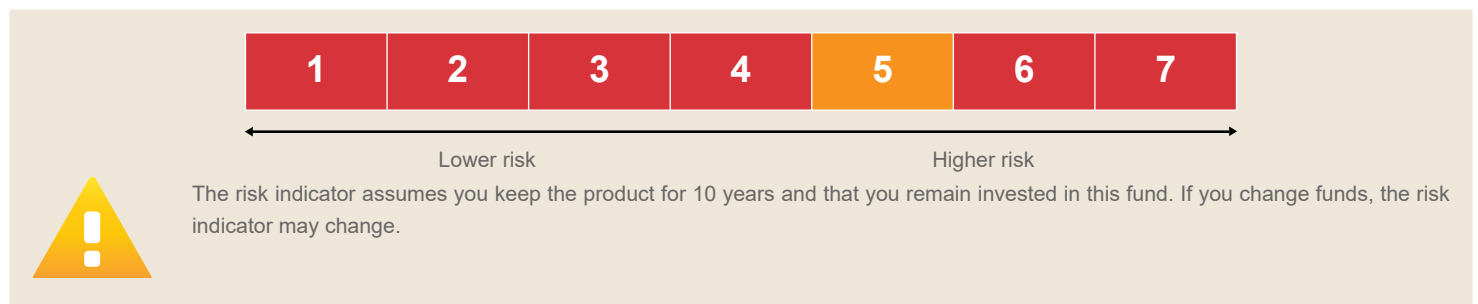 1 2 3 4 5 6 7
Lower risk Higher risk
The risk indicator assumes you keep the product for 10 years and that you remain invested in this fund. If you change funds, the risk
indicator may change.